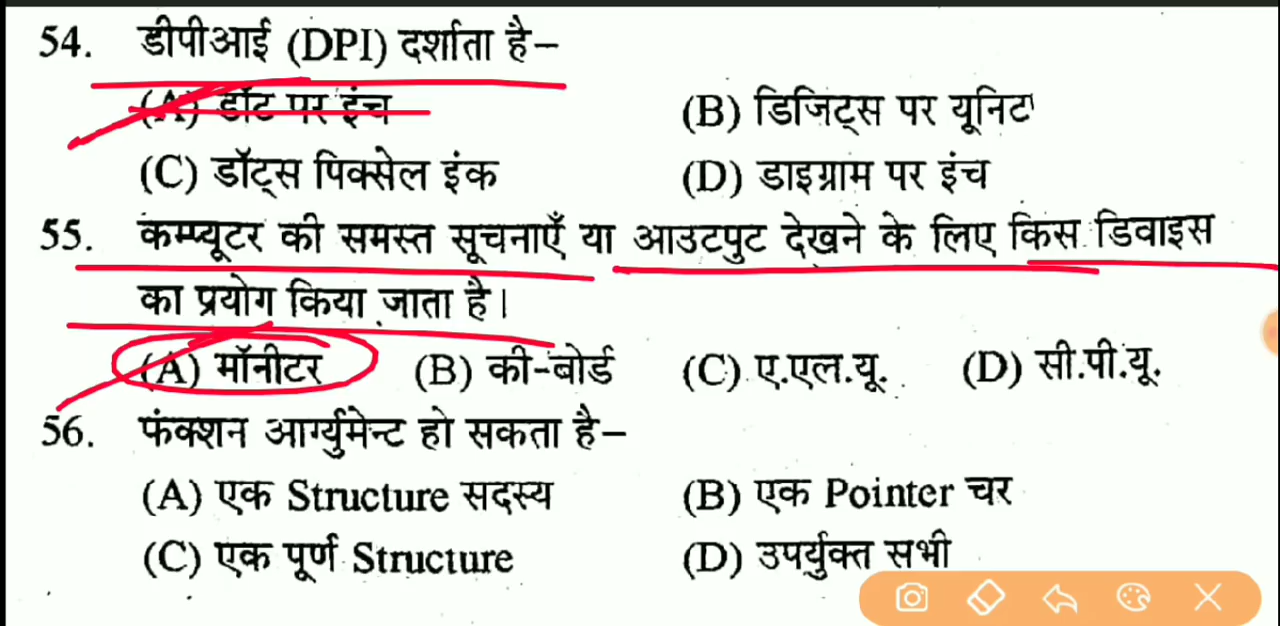 54. डीपीआई (DPI) दर्शाता है–
(A) डॉट पर इंच (B) डिजिट्स पर यूनिट
(C) डॉट्स पिक्सेल इंक (D) डाइग्राम पर इंच
55. कम्प्यूटर की समस्त सूचनाएँ या आउटपुट देखने के लिए किस डिवाइस
का प्रयोग किया जाता है।
(A) मॉनीटर (B) की-बोर्ड (C) ए.एल.यू. (D) सी.पी.यू.
56. फंक्शन आर्ग्युमेन्ट हो सकता है–
(A) एक Structure सदस्य (B) एक Pointer चर
(C) एक पूर्ण Structure (D) उपर्युक्त सभी